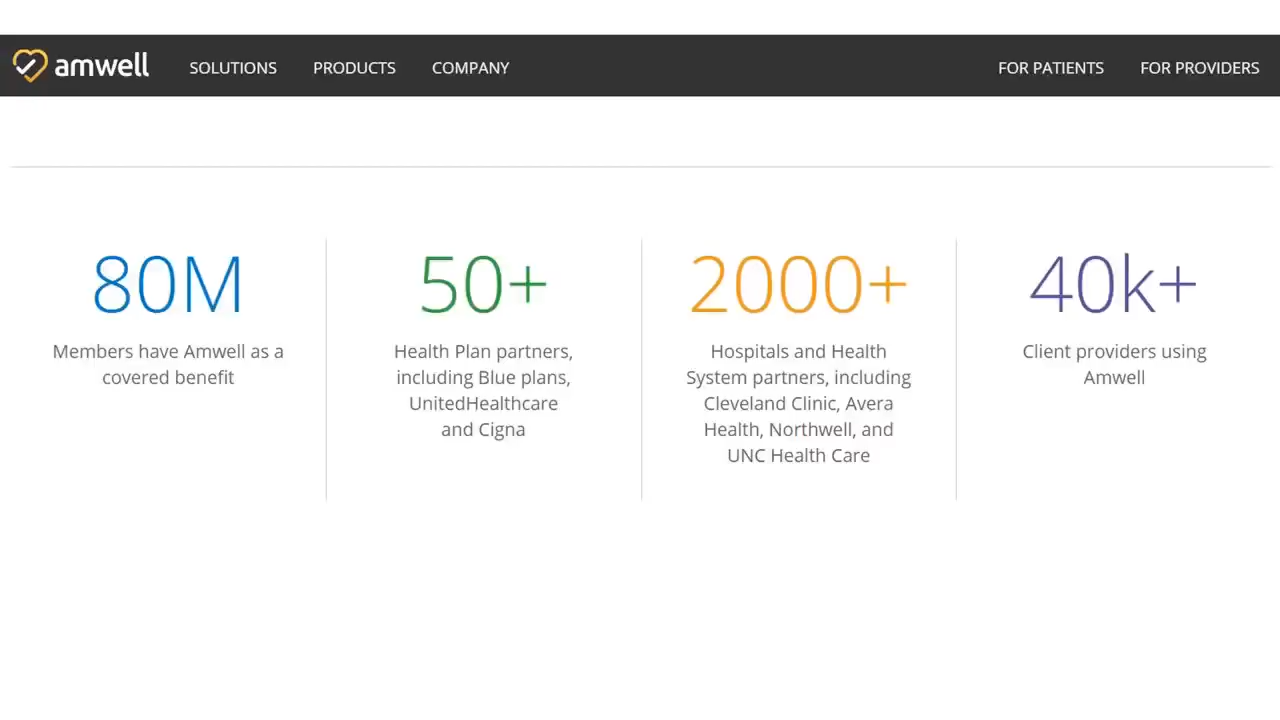 amwell SOLUTIONS PRODUCTS COMPANY FOR PATIENTS FOR PROVIDERS
80M
Members have Amwell as a
covered benefit
50+
Health Plan partners,
including Blue plans,
UnitedHealthcare
and Cigna
2000+
Hospitals and Health
System partners, including
Cleveland Clinic, Avera
Health, Northwell, and
UNC Health Care
40k+
Client providers using
Amwell